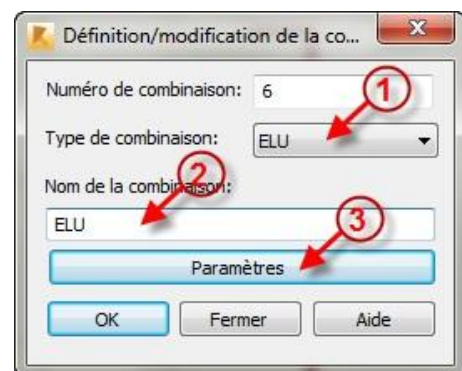 Définition/modification de la co...
Numéro de combinaison: 6
1
Type de combinaison: ELU
2
Nom de la combinaison:
ELU
3
Paramètres
OK Fermer Aide